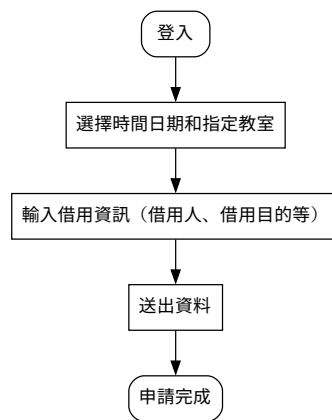 登入
選擇時間日期和指定教室
輸入借用資訊（借用人、借用目的等）
送出資料
申請完成